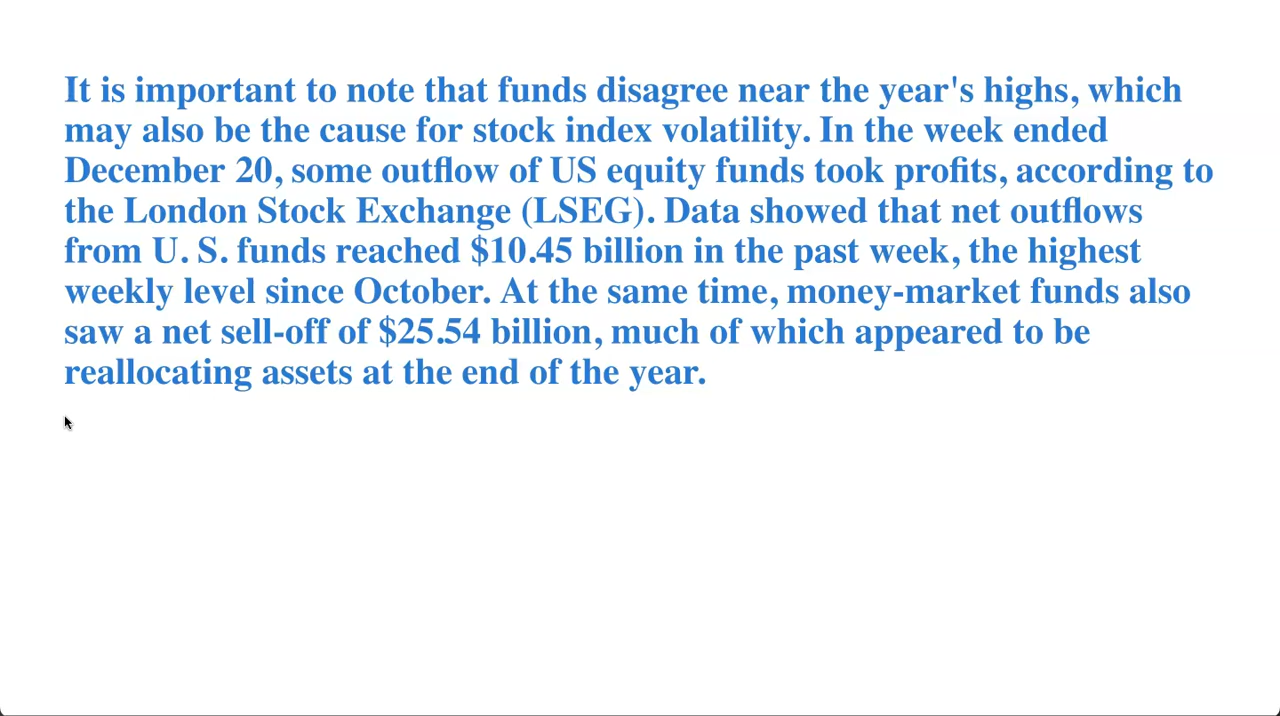 It is important to note that funds disagree near the year's highs, which
may also be the cause for stock index volatility. In the week ended
December 20, some outflow of US equity funds took profits, according to
the London Stock Exchange (LSEG). Data showed that net outflows
from U. S. funds reached $10.45 billion in the past week, the highest
weekly level since October. At the same time, money-market funds also
saw a net sell-off of $25.54 billion, much of which appeared to be
reallocating assets at the end of the year.